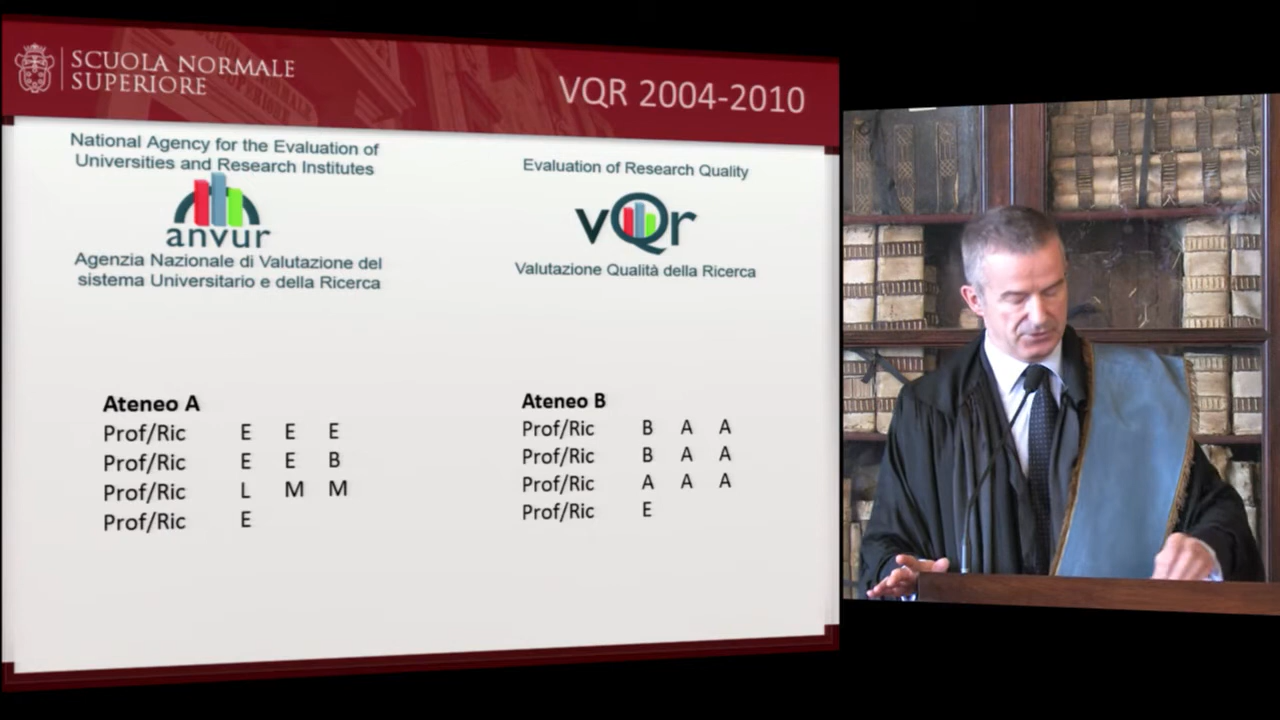 SCUOLA NORMALE
SUPERIORE
VQR 2004-2010
National Agency for the Evaluation of
Universities and Research Institutes
anvur
Agenzia Nazionale di Valutazione del
sistema Universitario e della Ricerca
Evaluation of Research Quality
vQr
Valutazione Qualità della Ricerca
Ateneo A
Prof/Ric E E E
Prof/Ric E E B
Prof/Ric L M M
Prof/Ric E
Ateneo B
Prof/Ric B A A
Prof/Ric B A A
Prof/Ric A A A
Prof/Ric E